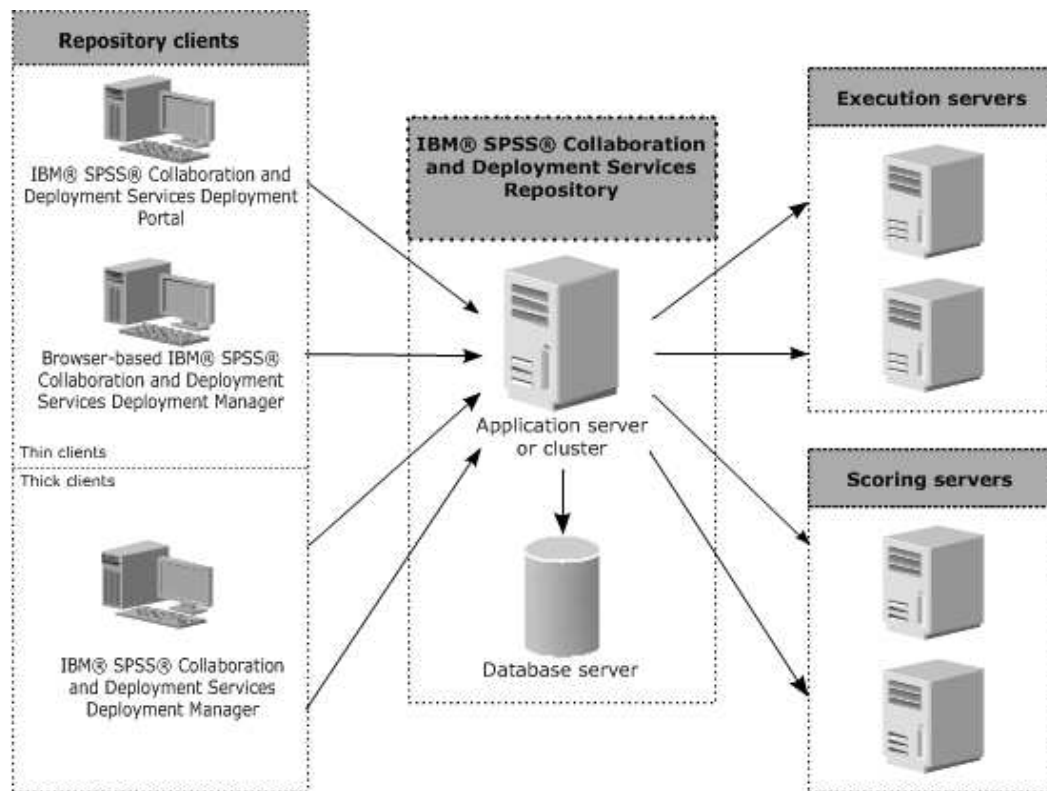 Repository clients
IBM® SPSS® Collaboration and
Deployment Services Deployment
Portal
Browser-based IBM® SPSS®
Collaboration and Deployment
Services Deployment Manager
Thin clients
Thick clients
IBM® SPSS® Collaboration
and Deployment Services
Deployment Manager
IBM® SPSS® Collaboration
and Deployment Services
Repository
Application server
or cluster
Database server
Execution servers
Scoring servers